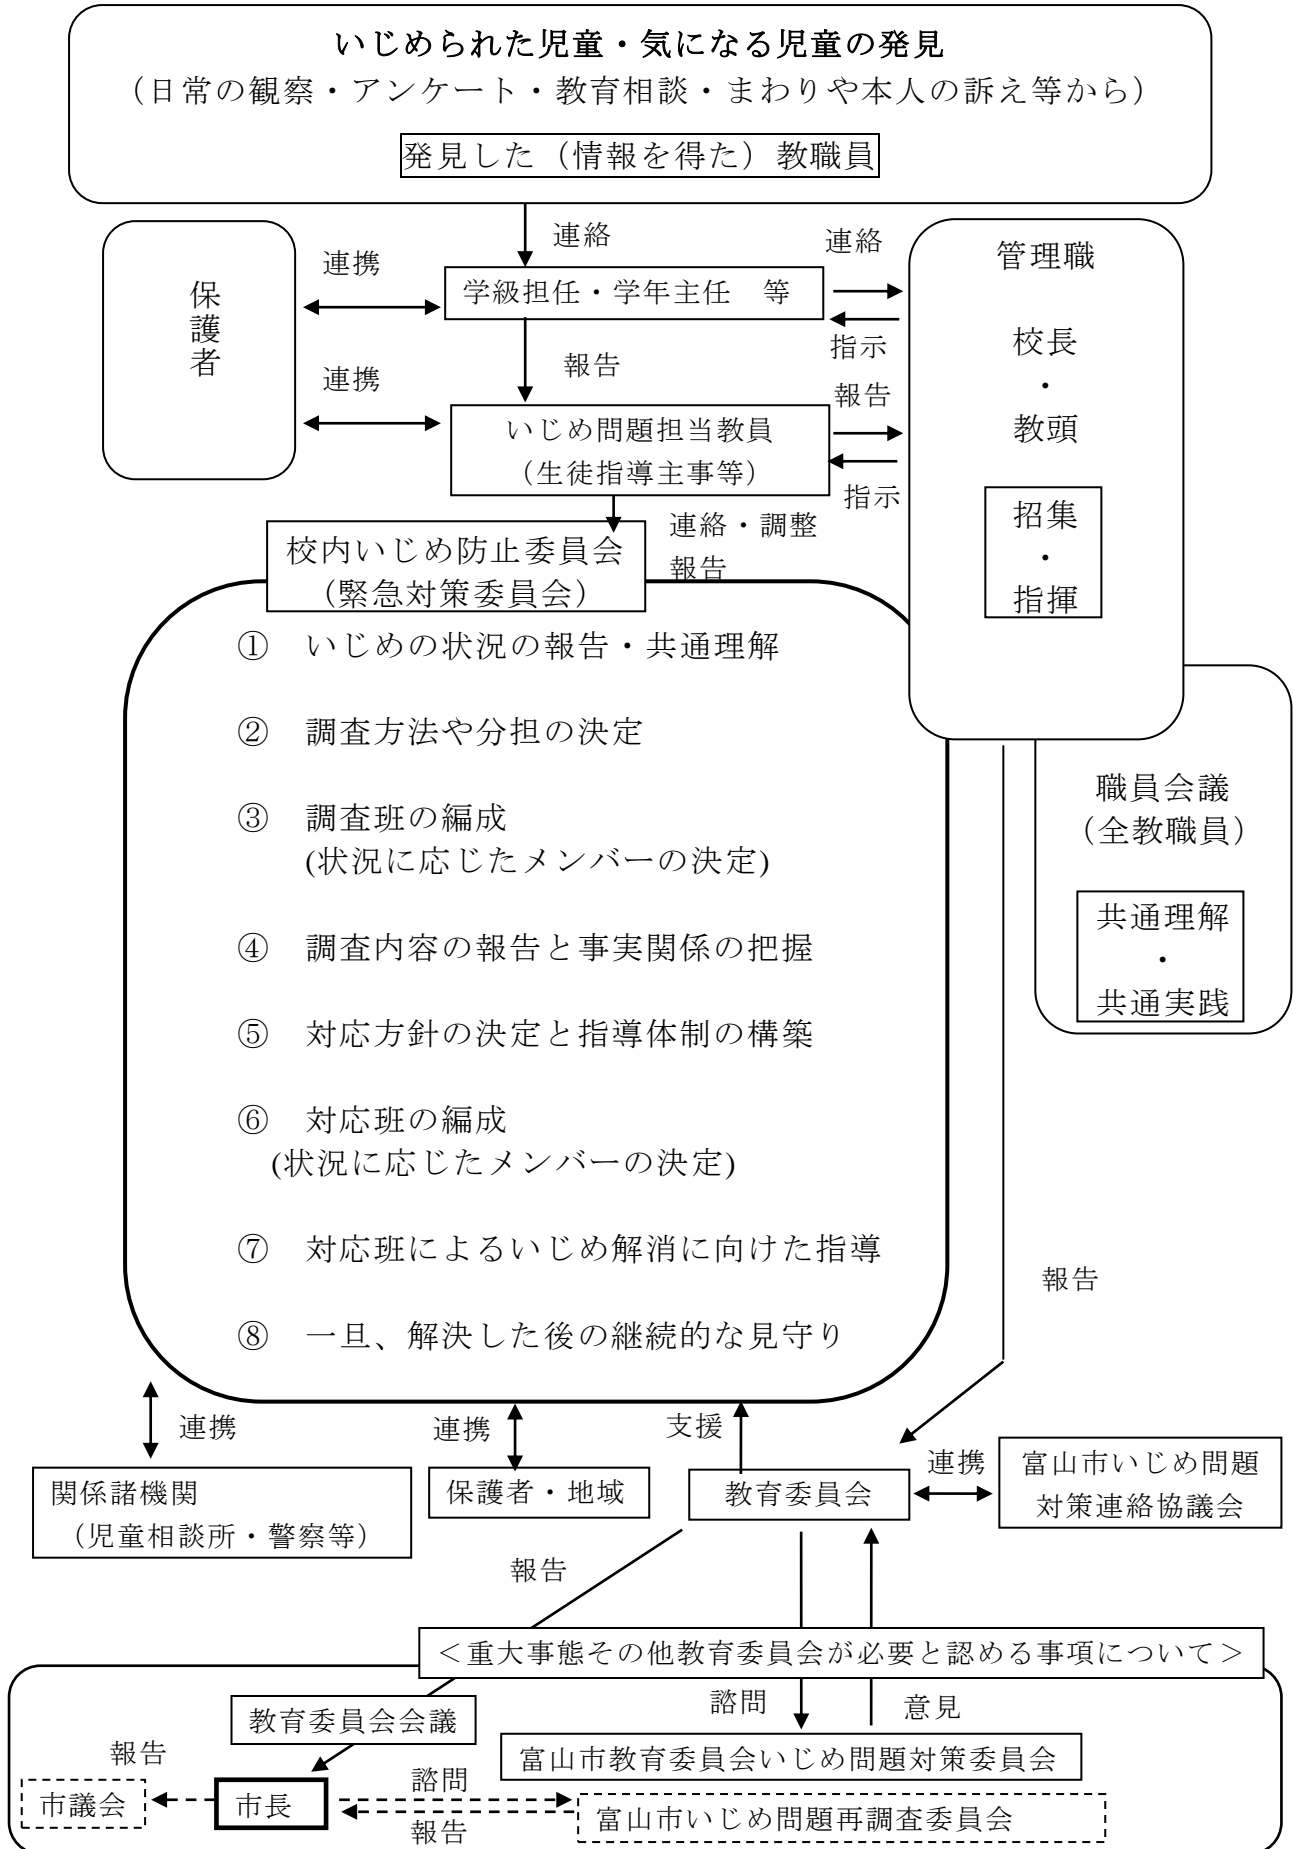 いじめられた児童・気になる児童の発見
（日常の観察・アンケート・教育相談・まわりや本人の訴え等から）
発見した（情報を得た）教職員
連絡
連携
連絡
管理職
保護者
学級担任・学年主任　等
指示
校長
・
教頭
報告
連携
報告
いじめ問題担当教員
（生徒指導主事等）
指示
招集
・
指揮
連絡・調整
報告
校内いじめ防止委員会
（緊急対策委員会）
①　いじめの状況の報告・共通理解
②　調査方法や分担の決定
③　調査班の編成
(状況に応じたメンバーの決定)
④　調査内容の報告と事実関係の把握
⑤　対応方針の決定と指導体制の構築
⑥　対応班の編成
(状況に応じたメンバーの決定)
⑦　対応班によるいじめ解消に向けた指導
⑧　一旦、解決した後の継続的な見守り
職員会議
（全教職員）
共通理解
・
共通実践
報告
連携
連携
支援
連携
関係諸機関
（児童相談所・警察等）
保護者・地域
教育委員会
富山市いじめ問題
対策連絡協議会
報告
＜重大事態その他教育委員会が必要と認める事項について＞
諮問
意見
教育委員会会議
富山市教育委員会いじめ問題対策委員会
報告
市議会
市長
諮問
報告
富山市いじめ問題再調査委員会